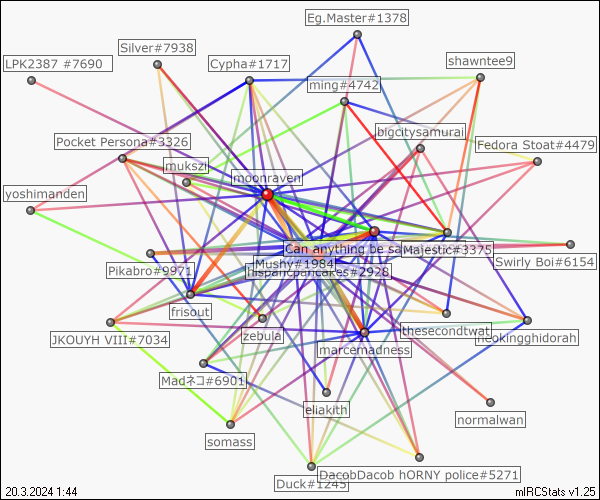 Eg.Master#1378
Silver#7938
LPK2387 #7690
Cypha#1717
shawntee9
ming#4742
bigcitysamurai
Pocket Persona#3326
Fedora Stoat#4479
mukszi
moonraven
yoshimanden
Can anything be sa
Majestic#3375
Mushy#1984
Swirly Boi#6154
Pikabro#9971
hispancpancakes#2928
frisout
thesecondtwat
neokingghidorah
JKOUYH VIII#7034
zebula
marcemadness
Madネコ#6901
eliakith
normalwan
somass
DacobDacob hORNY police#5271
Duck#1245
20.3.2024 1:44
mIRCStats v1.25